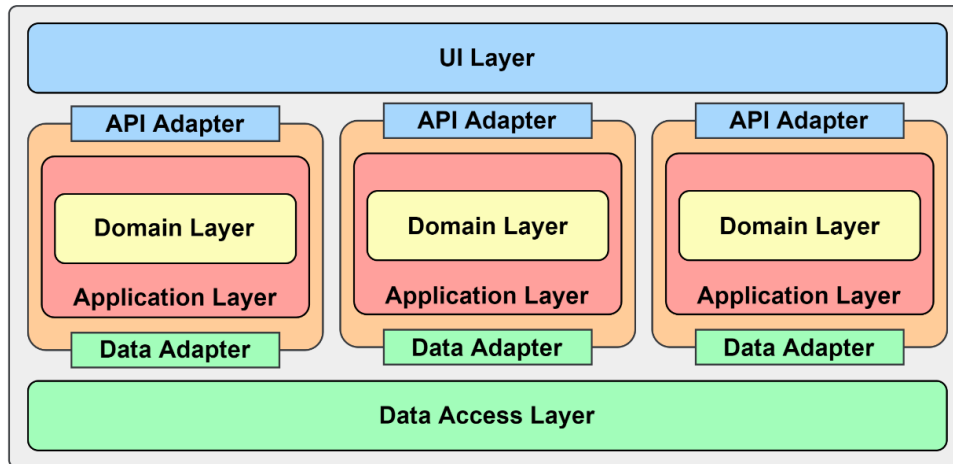 UI Layer
API Adapter
API Adapter
API Adapter
Domain Layer
Domain Layer
Domain Layer
Application Layer
Application Layer
Application Layer
Data Adapter
Data Adapter
Data Adapter
Data Access Layer